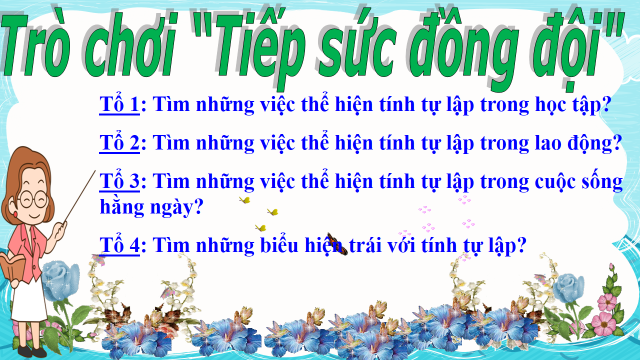 Trò chơi "Tiếp sức đồng đội"
Tổ 1: Tìm những việc thể hiện tính tự lập trong học tập?
Tổ 2: Tìm những việc thể hiện tính tự lập trong lao động?
Tổ 3: Tìm những việc thể hiện tính tự lập trong cuộc sống
hằng ngày?
Tổ 4: Tìm những biểu hiện trái với tính tự lập?